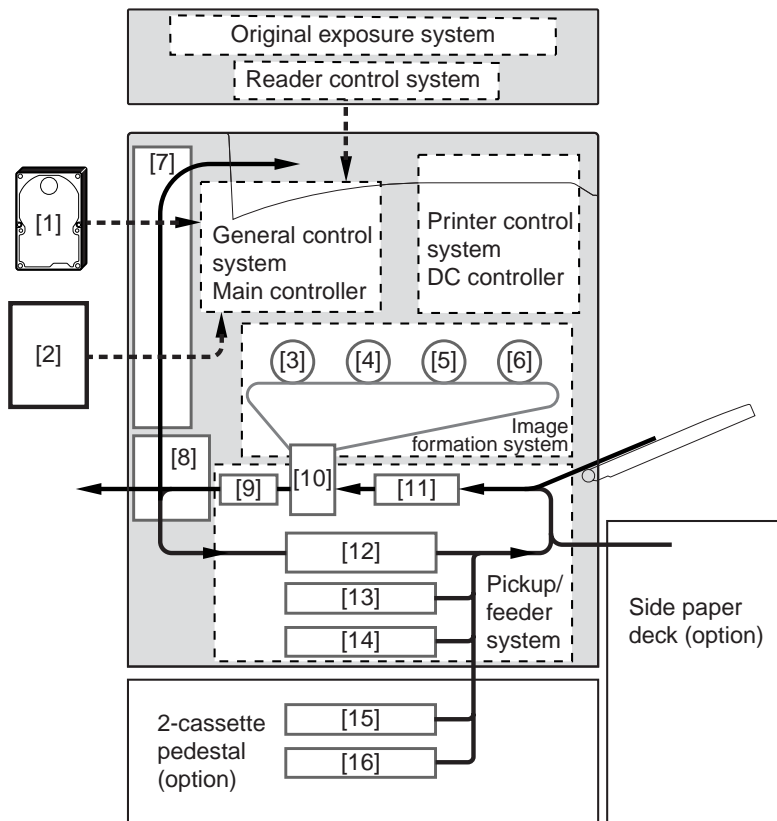 Original exposure system
Reader control system
[7]
[1]
General control
system
Main controller
Printer control
system
DC controller
[2]
[3] [4] [5] [6]
Image
formation system
[8]
[9] [10] [11]
[12]
[13]
[14]
Pickup/
feeder
system
Side paper
deck (option)
2-cassette
pedestal
(option)
[15]
[16]